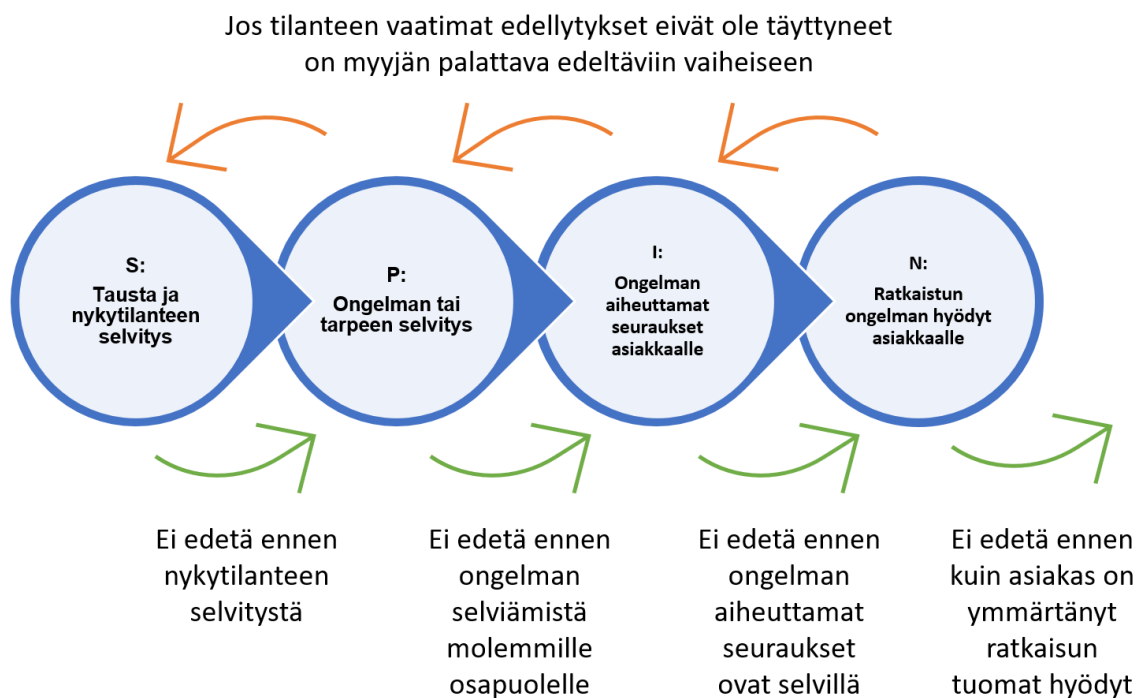 Jos tilanteen vaatimat edellytykset eivät ole täyttyneet
on myyjän palattava edeltäviin vaiheiseen
S:
Tausta ja
nykytilanteen
selvitys
P:
Ongelman tai
tarpeen selvitys
I:
Ongelman
aiheuttamat
seuraukset
asiakkaalle
N:
Ratkaistun
ongelman hyödyt
asiakkaalle
Ei edetä ennen
nykytilanteen
selvitystä
Ei edetä ennen
ongelman
selviämistä
molemmille
osapuolelle
Ei edetä ennen
ongelman
aiheuttamat
seuraukset
ovat selvillä
Ei edetä ennen
kuin asiakas on
ymmärtänyt
ratkaisun
tuomat hyödyt